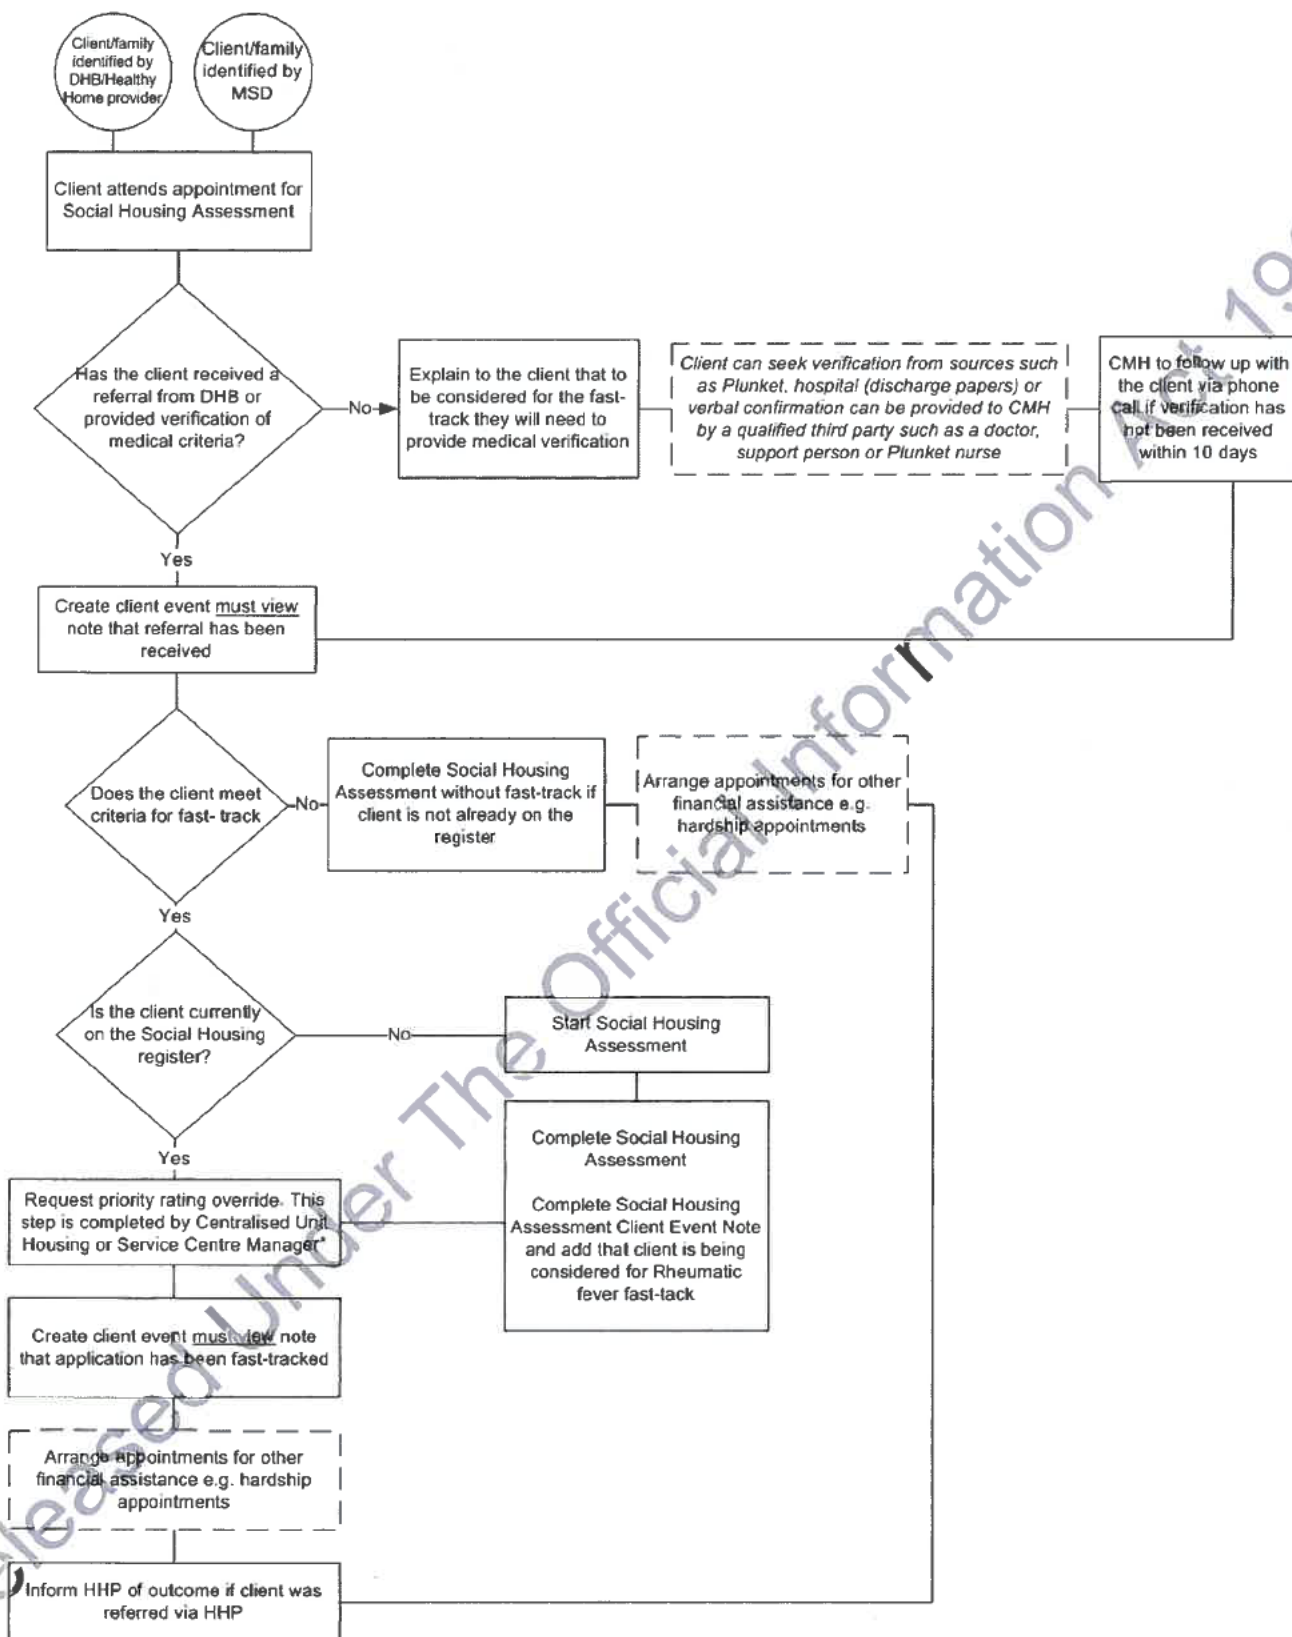 Client/family
identified by
DHB/Healthy
Home provider
Client/family
identified by
MSD
Client attends appointment for
Social Housing Assessment
Has the client received a
referral from DHB or
provided verification of
medical criteria?
No
Explain to the client that to
be considered for the fast-
track they will need to
provide medical verification
Client can seek verification from sources such
as Plunket, hospital (discharge papers) or
verbal confirmation can be provided to CMH
by a qualified third party such as a doctor,
support person or Plunket nurse
CMH to follow up with
the client via phone
call if verification has
not been received
within 10 days
Yes
Create client event must view
note that referral has been
received
Does the client meet
criteria for fast- track
No
Complete Social Housing
Assessment without fast-track if
client is not already on the
register
Arrange appointments for other
financial assistance e.g.
hardship appointments
Yes
Is the client currently
on the Social Housing
register?
No
Start Social Housing
Assessment
Complete Social Housing
Assessment
Complete Social Housing
Assessment Client Event Note
and add that client is being
considered for Rheumatic
fever fast-tack
Yes
Request priority rating override. This
step is completed by Centralised Unit
Housing or Service Centre Manager*
Create client event must view note
that application has been fast-tracked
Arrange appointments for other
financial assistance e.g. hardship
appointments
Inform HHP of outcome if client was
referred via HHP
eleased Under The Official Information Act 19